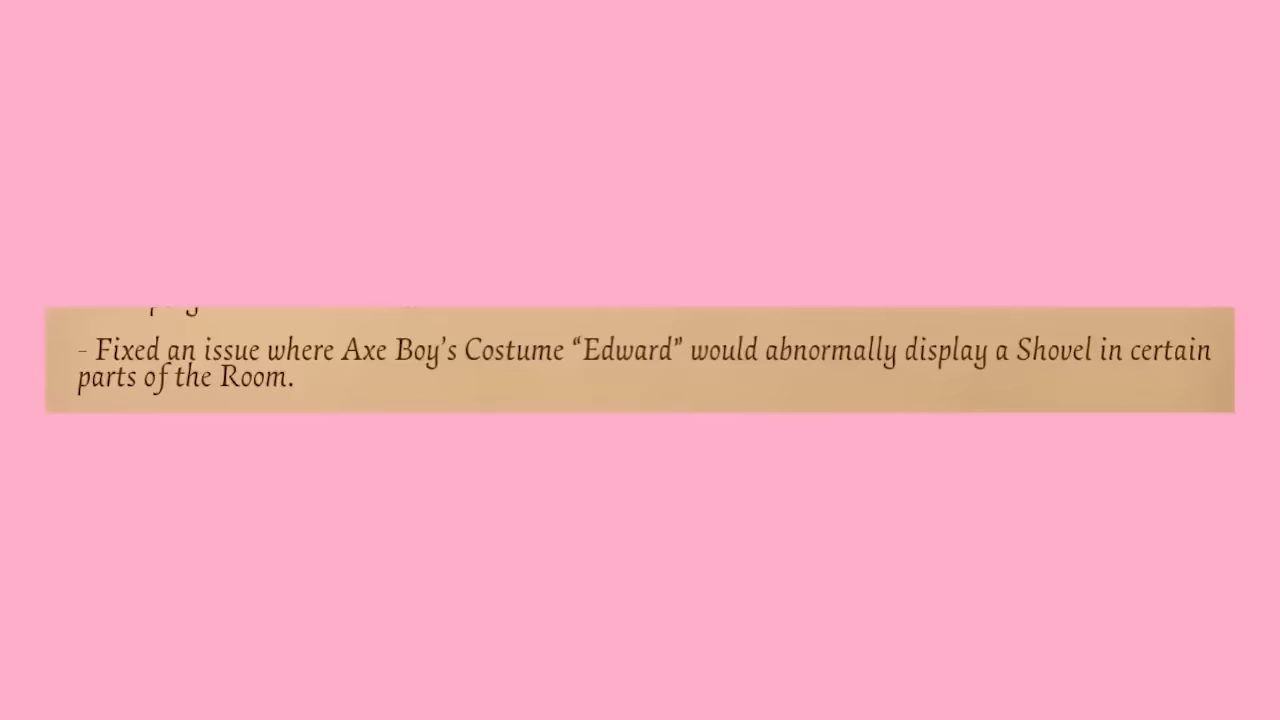 - Fixed an issue where Axe Boy's Costume “Edward” would abnormally display a Shovel in certain
parts of the Room.